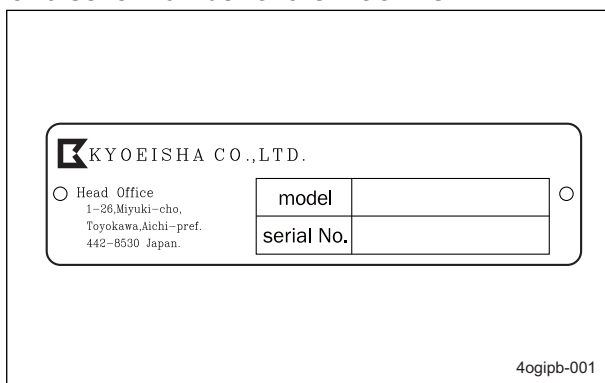 KYOEISHA CO.,LTD.
Head Office
1-26,Miyuki-cho,
Toyokawa,Aichi-pref.
442-8530 Japan.
model
serial No.
4ogipb-001